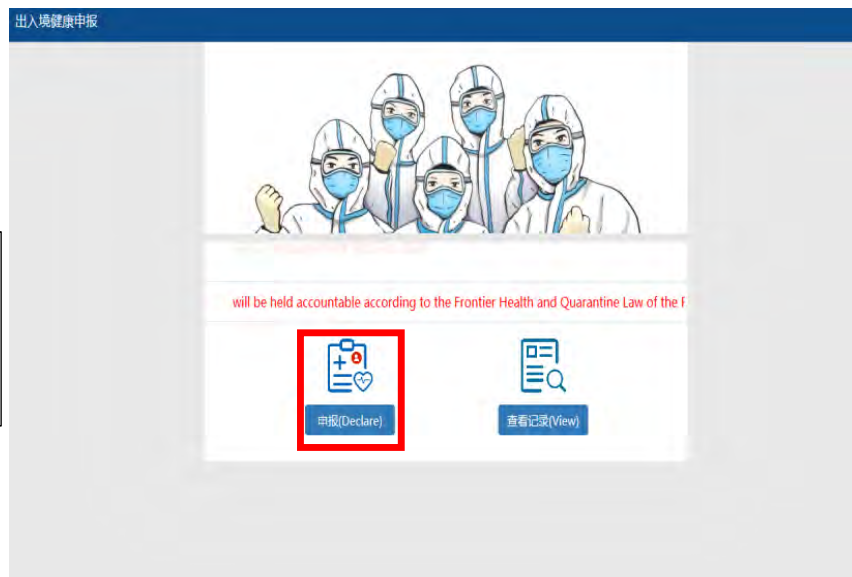 出入境健康申报
will be held accountable according to the Frontier Health and Quarantine Law of the
申报(Declare)
查看记录(View)